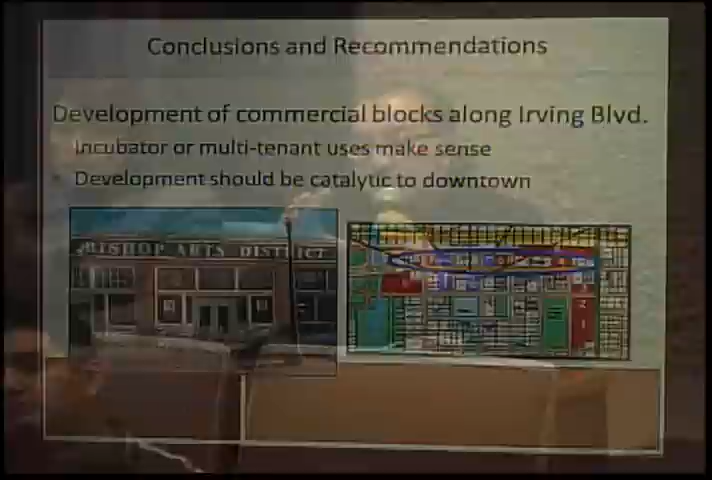 Conclusions and Recommendations
Development of commercial blocks along Irving Blvd.
Incubator or multi-tenant uses make sense
Development should be catalytic to downtown
BISHOP ARTS DISTRICT